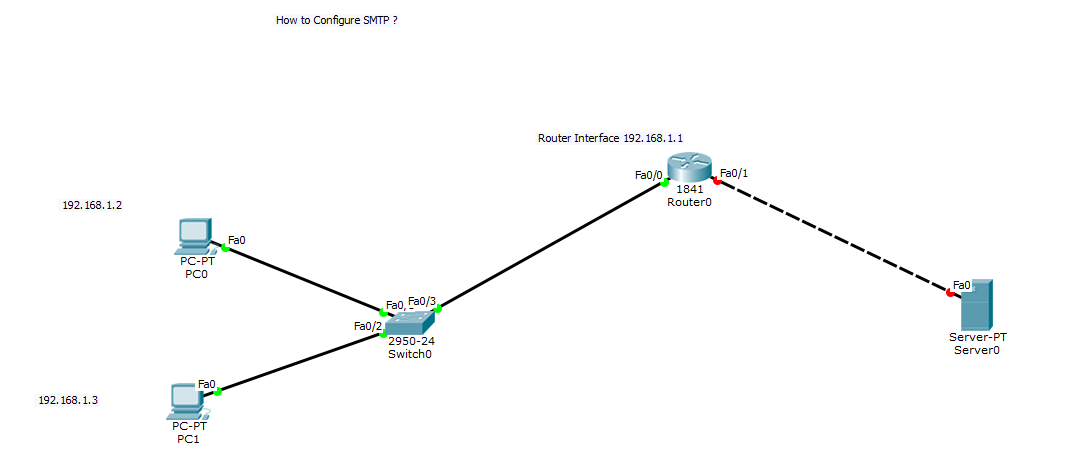 How to Configure SMTP ?
Router Interface 192.168.1.1
Fa0/0
Fa0/1
1841
Router0
192.168.1.2
Fa0
PC-PT
PC0
Fa0
Fa0/3
Fa0/2
2950-24
Switch0
Fa0
Server-PT
Server0
192.168.1.3
Fa0
PC-PT
PC1